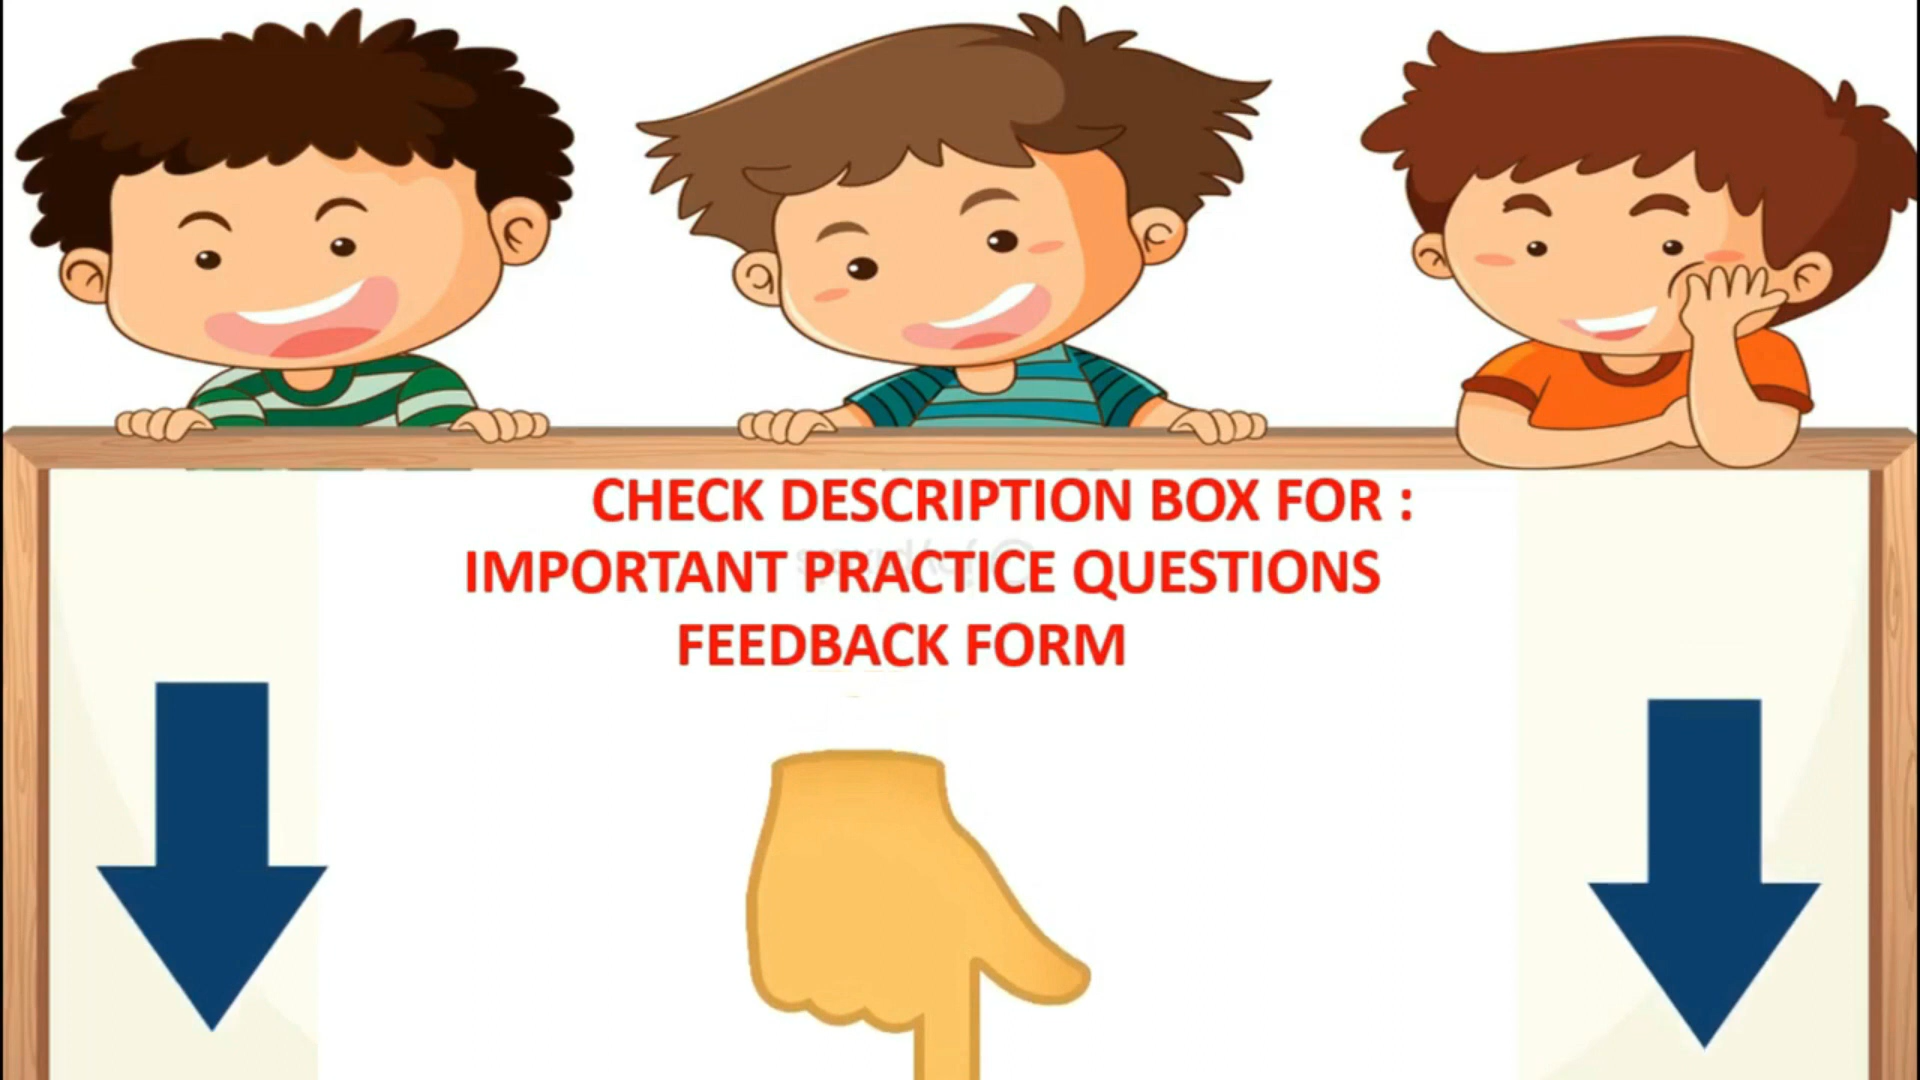 CHECK DESCRIPTION BOX FOR :
IMPORTANT PRACTICE QUESTIONS
FEEDBACK FORM